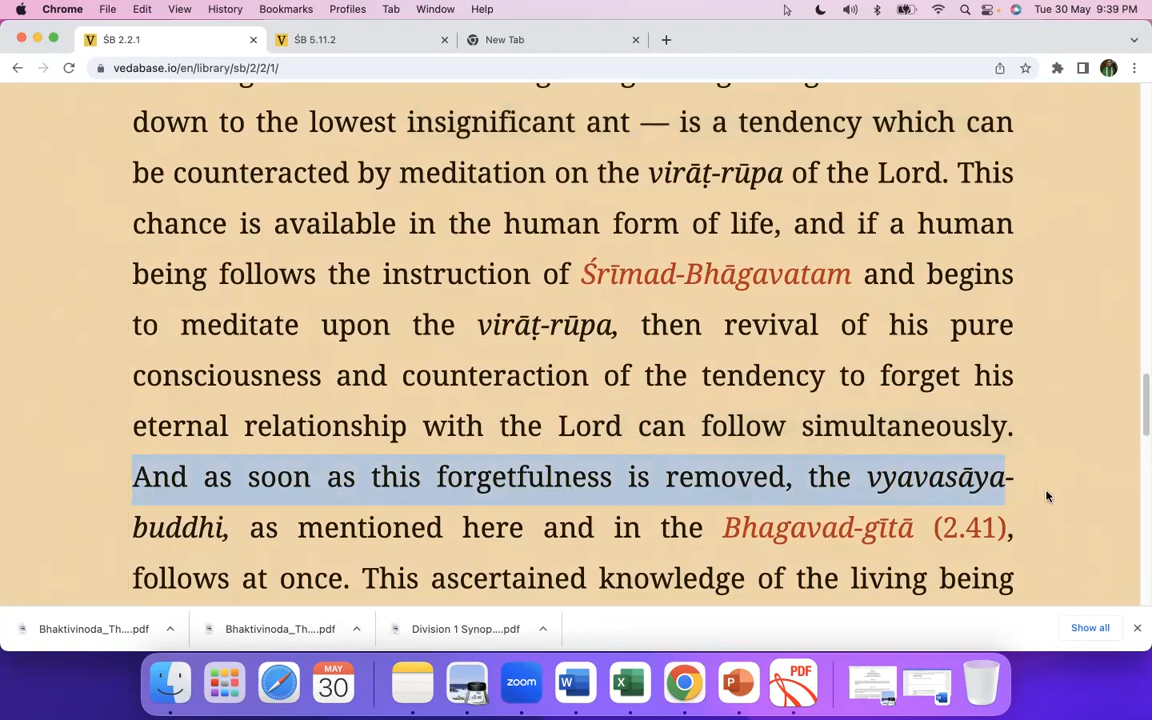 Chrome File Edit View History Bookmarks Profiles Tab Window Help Tue 30 May 9:39 PM
ŚB 2.2.1 ŚB 5.11.2 New Tab
vedabase.io/en/library/sb/2/2/1/
down to the lowest insignificant ant — is a tendency which can
be counteracted by meditation on the virāṭ-rūpa of the Lord. This
chance is available in the human form of life, and if a human
being follows the instruction of Śrīmad-Bhāgavatam and begins
to meditate upon the virāṭ-rūpa, then revival of his pure
consciousness and counteraction of the tendency to forget his
eternal relationship with the Lord can follow simultaneously.
And as soon as this forgetfulness is removed, the vyavasāya-
buddhi, as mentioned here and in the Bhagavad-gītā (2.41),
follows at once. This ascertained knowledge of the living being
Bhaktivinoda_Th....pdf Bhaktivinoda_Th....pdf Division 1 Synop....pdf Show all
MAY
30
zoom
W
X
P
PDF